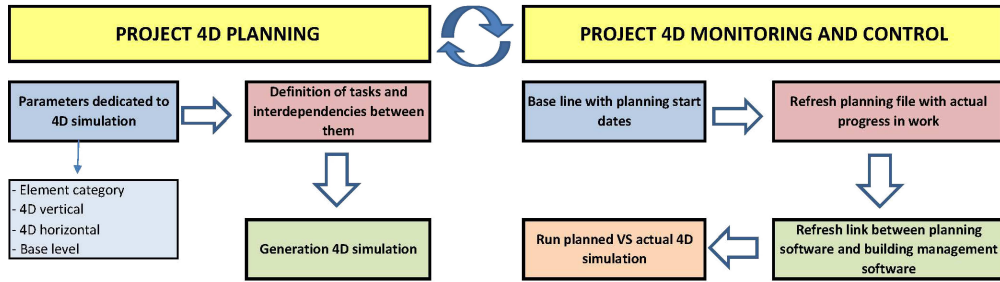 PROJECT 4D PLANNING
PROJECT 4D MONITORING AND CONTROL
Parameters dedicated to
4D simulation
Definition of tasks and
interdependencies between
them
- Element category
- 4D vertical
- 4D horizontal
- Base level
Generation 4D simulation
Base line with planning start
dates
Refresh planning file with actual
progress in work
Run planned VS actual 4D
simulation
Refresh link between planning
software and building management
software